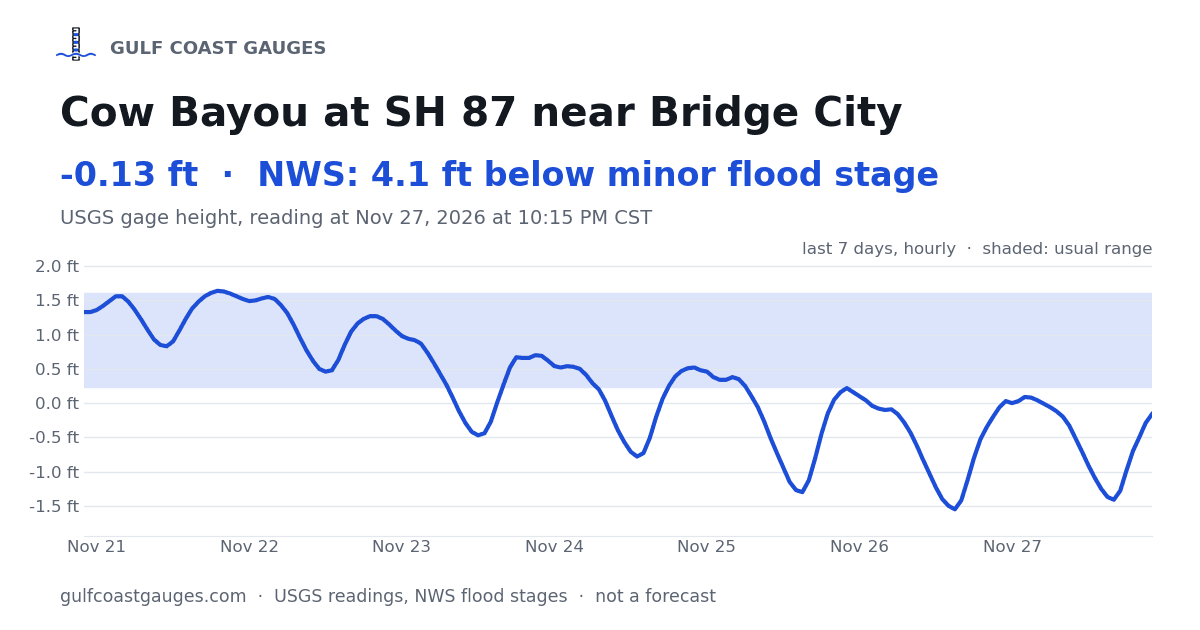 GULF COAST GAUGES
Cow Bayou at SH 87 near Bridge City
-0.13 ft · NWS: 4.1 ft below minor flood stage
USGS gage height, reading at Nov 27, 2026 at 10:15 PM CST
last 7 days, hourly · shaded: usual range
2.0 ft
1.5 ft
1.0 ft
0.5 ft
0.0 ft
-0.5 ft
-1.0 ft
-1.5 ft
Nov 21 Nov 22 Nov 23 Nov 24 Nov 25 Nov 26 Nov 27
gulfcoastgauges.com · USGS readings, NWS flood stages · not a forecast